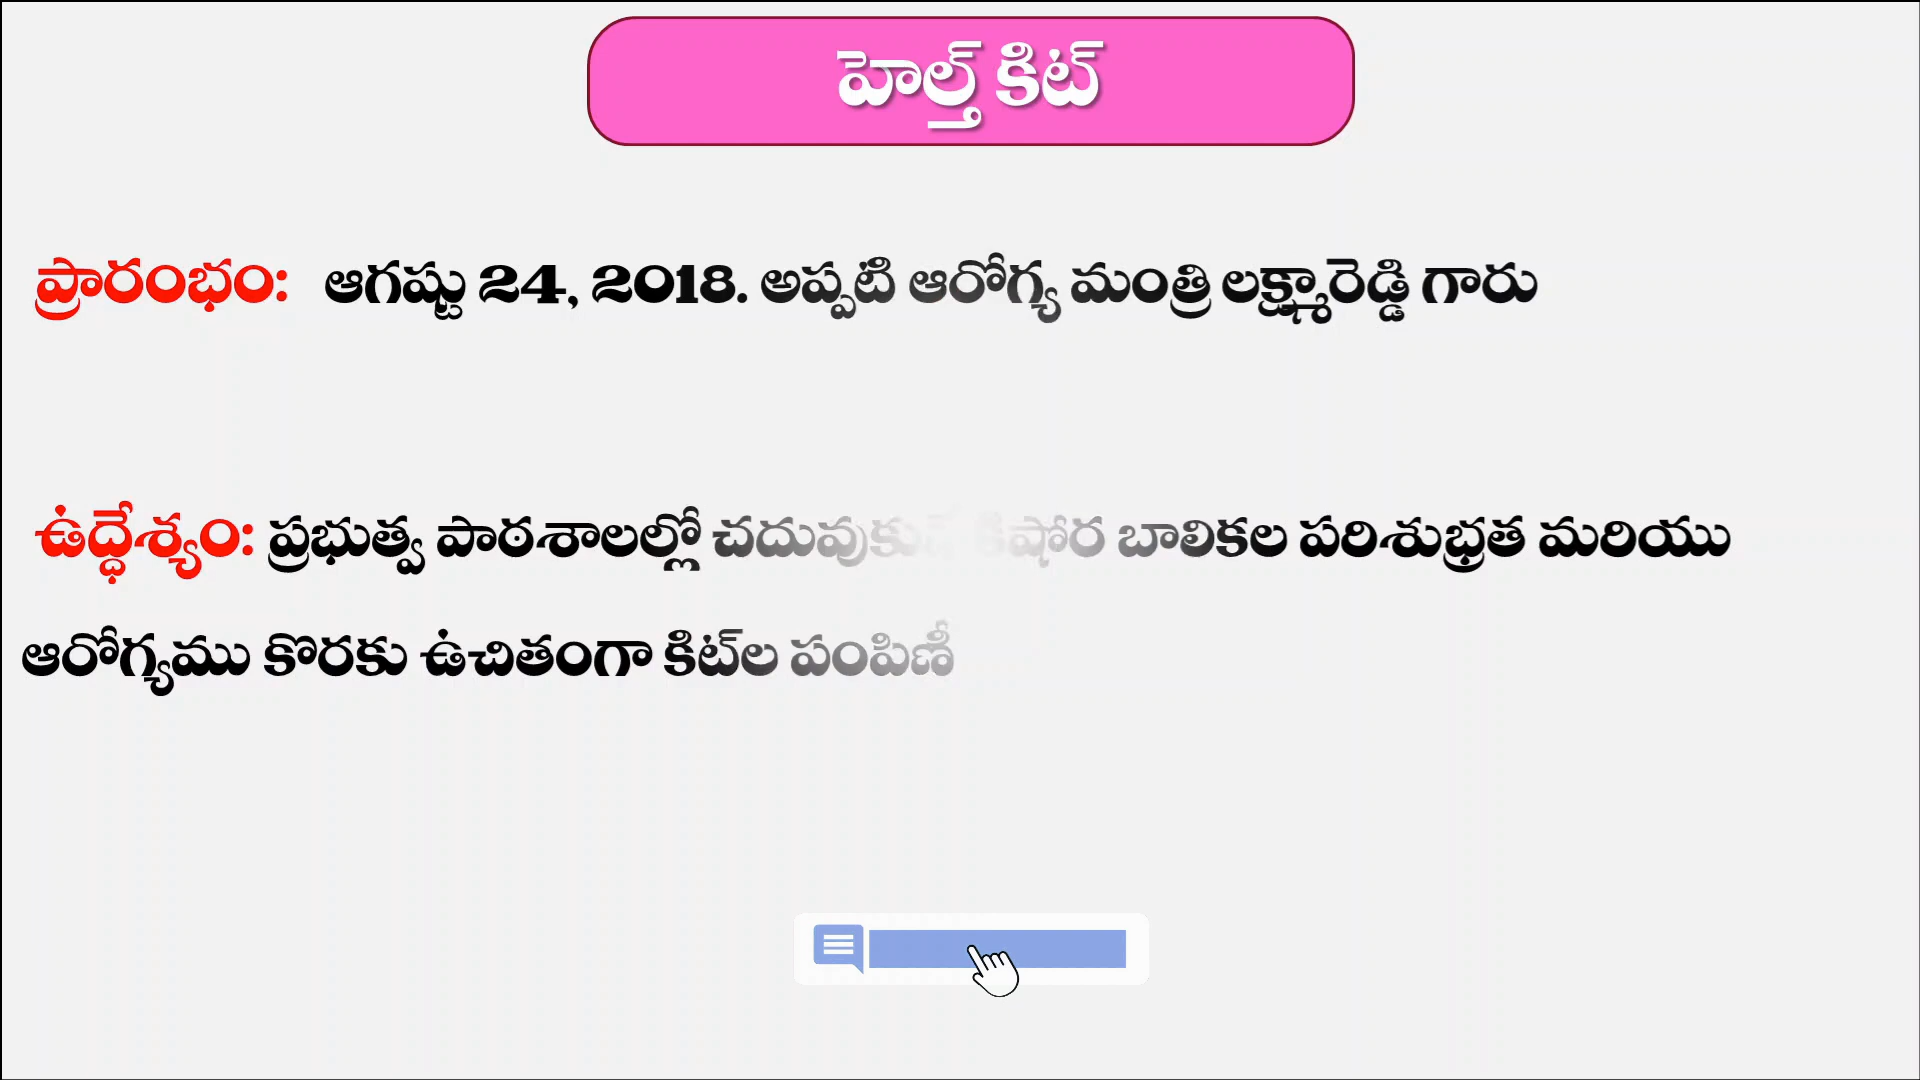 హెల్త్ కిట్
ప్రారంభం: ఆగష్టు 24, 2018. అప్పటి ఆరోగ్య మంత్రి లక్ష్మారెడ్డి గారు
ఉద్ధేశ్యం: ప్రభుత్వ పాఠశాలల్లో చదువుకునే కిషోర బాలికల పరిశుభ్రత మరియు
ఆరోగ్యము కొరకు ఉచితంగా కిట్‌ల పంపిణీ